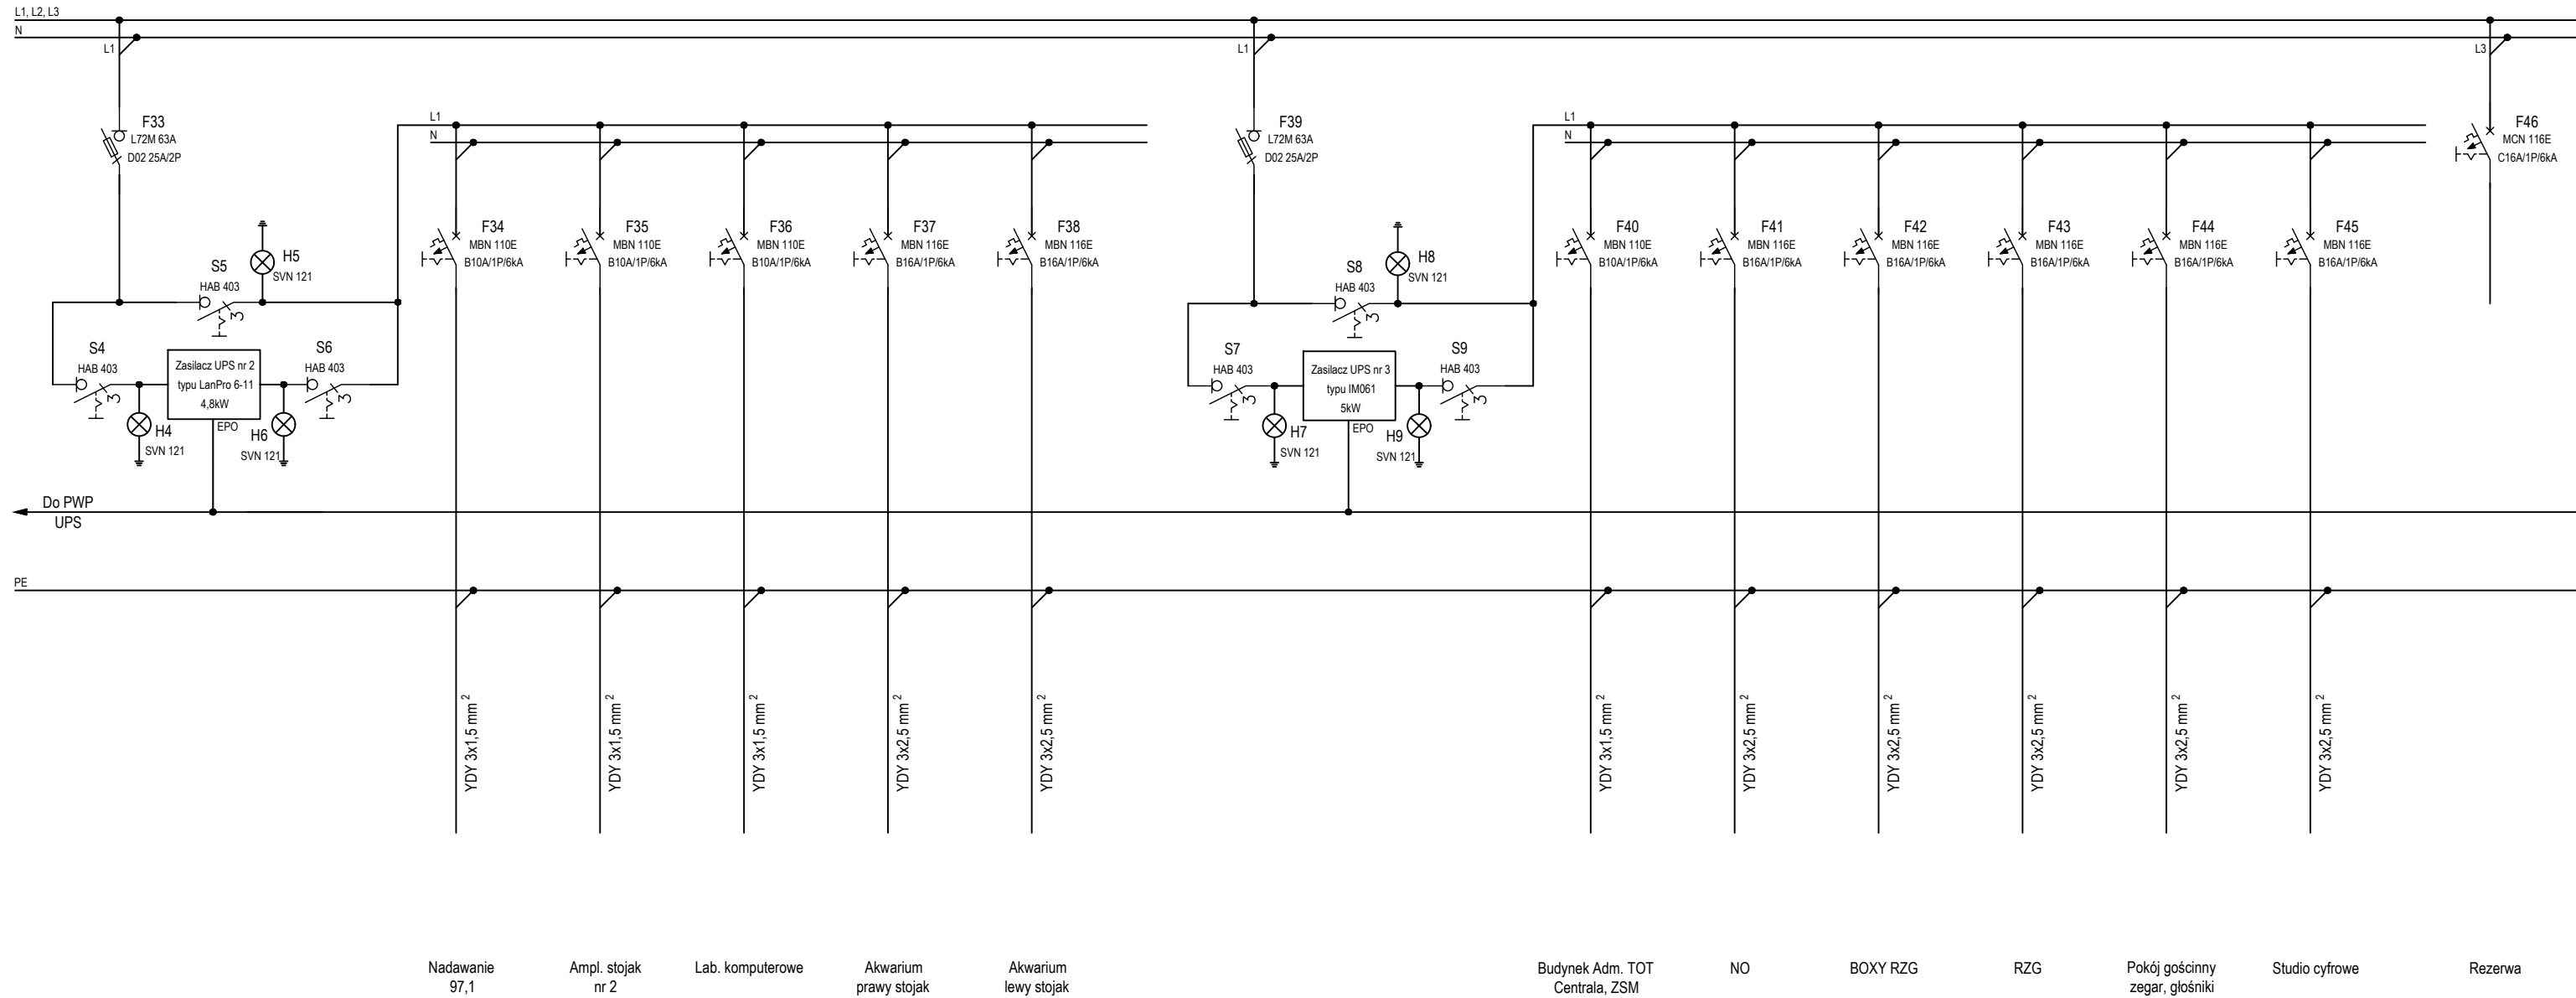 L1, L2, L3
N
L1
L1
L3
F33
L72M 63A
D02 25A/2P
L1
N
F39
L72M 63A
D02 25A/2P
L1
N
F46
MCN 116E
C16A/1P/6kA
F34
MBN 110E
B10A/1P/6kA
F35
MBN 110E
B10A/1P/6kA
F36
MBN 110E
B10A/1P/6kA
F37
MBN 116E
B16A/1P/6kA
F38
MBN 116E
B16A/1P/6kA
F40
MBN 110E
B10A/1P/6kA
F41
MBN 116E
B16A/1P/6kA
F42
MBN 116E
B16A/1P/6kA
F43
MBN 116E
B16A/1P/6kA
F44
MBN 116E
B16A/1P/6kA
F45
MBN 116E
B16A/1P/6kA
H5
SVN 121
S5
HAB 403
S4
HAB 403
Zasilacz UPS nr 2
typu LanPro 6-11
4,8kW
S6
HAB 403
H4
SVN 121
EPO
H6
SVN 121
H8
SVN 121
S8
HAB 403
S7
HAB 403
Zasilacz UPS nr 3
typu IM061
5kW
S9
HAB 403
H7
SVN 121
EPO
H9
SVN 121
Do PWP
UPS
PE
YDY 3x1,5 mm²
YDY 3x1,5 mm²
YDY 3x1,5 mm²
YDY 3x2,5 mm²
YDY 3x2,5 mm²
YDY 3x1,5 mm²
YDY 3x2,5 mm²
YDY 3x2,5 mm²
YDY 3x2,5 mm²
YDY 3x2,5 mm²
YDY 3x2,5 mm²
Nadawanie
97,1
Ampl. stojak
nr 2
Lab. komputerowe
Akwarium
prawy stojak
Akwarium
lewy stojak
Budynek Adm. TOT
Centrala, ZSM
NO
BOXY RZG
RZG
Pokój gościnny
zegar, głośniki
Studio cyfrowe
Rezerwa